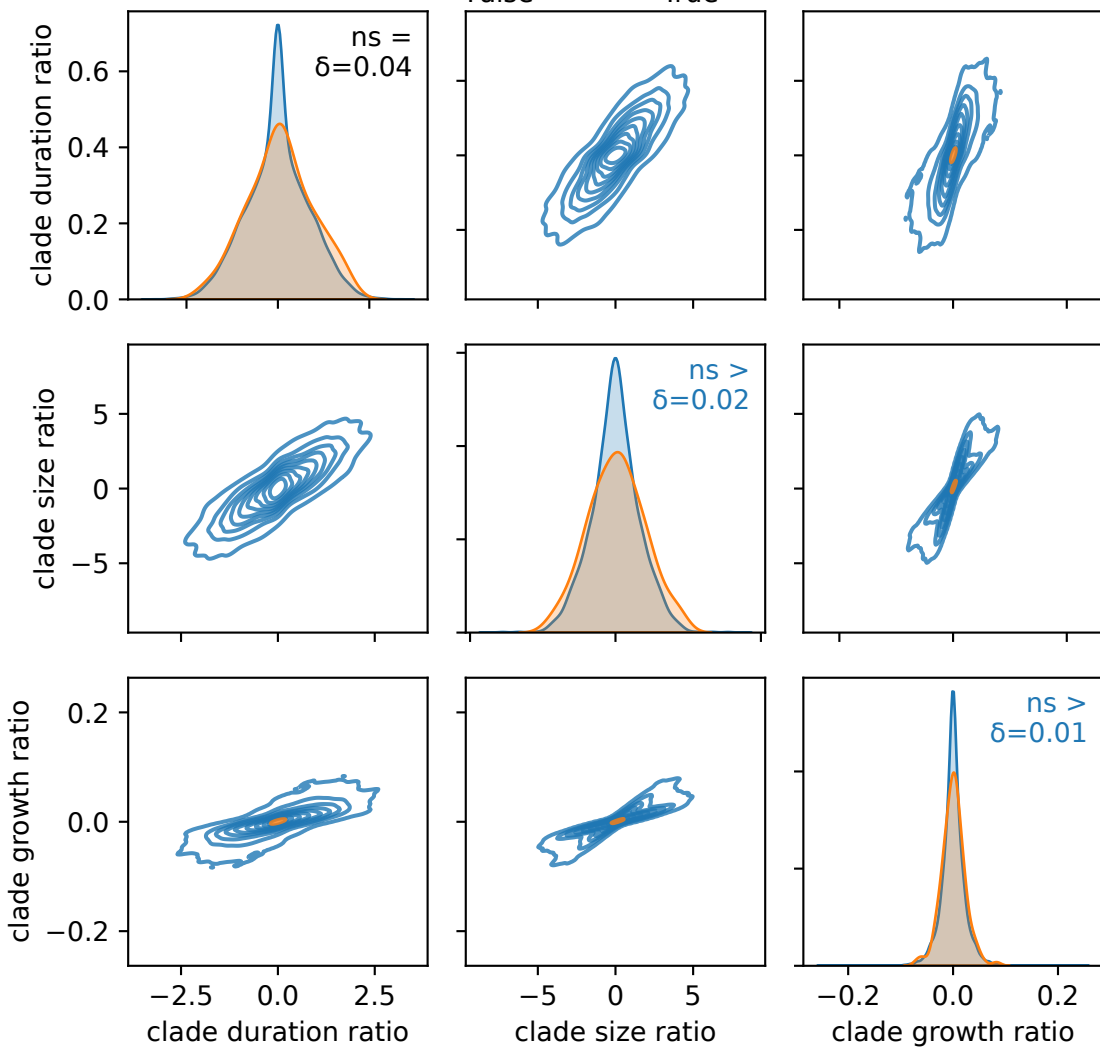 clade duration ratio
0.6
0.4
0.2
0.0
ns =
δ=0.04
clade size ratio
5
0
−5
ns >
δ=0.02
clade growth ratio
0.2
0.0
−0.2
ns >
δ=0.01
−2.5 0.0 2.5
−5 0 5
−0.2 0.0 0.2
clade duration ratio
clade size ratio
clade growth ratio